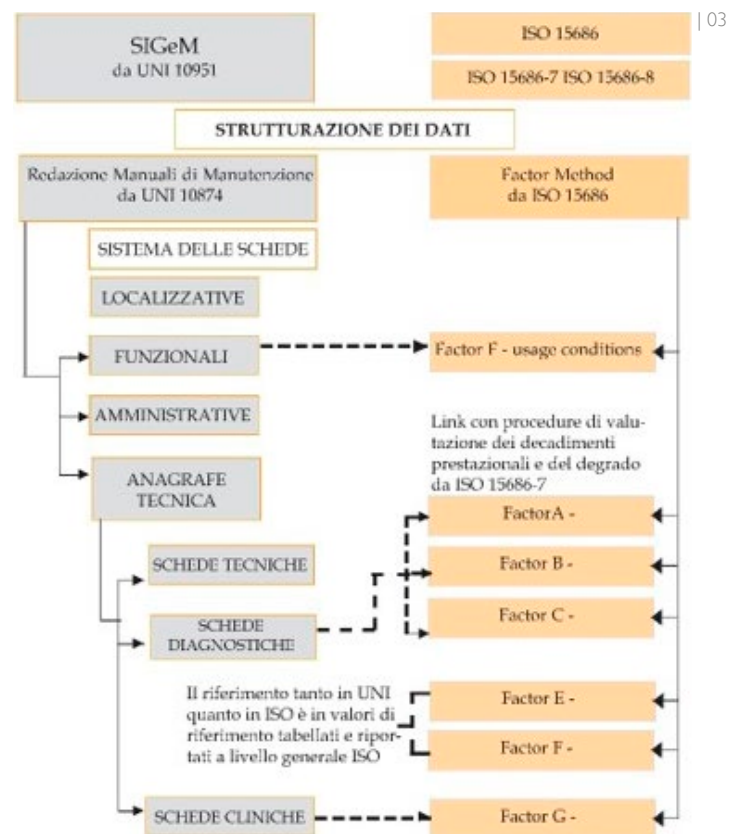 | 03
SIGeM
da UNI 10951
ISO 15686
ISO 15686-7 ISO 15686-8
STRUTTURAZIONE DEI DATI
Redazione Manuali di Manutenzione
da UNI 10874
Factor Method
da ISO 15686
SISTEMA DELLE SCHEDE
LOCALIZZATIVE
FUNZIONALI
Factor F - usage conditions
AMMINISTRATIVE
Link con procedure di valu-
tazione dei decadimenti
prestazionali e del degrado
da ISO 15686-7
ANAGRAFE
TECNICA
FactorA -
Factor B -
Factor C -
SCHEDE TECNICHE
SCHEDE
DIAGNOSTICHE
Il riferimento tanto in UNI
quanto in ISO è in valori di
riferimento tabellati e ripor-
tati a livello generale ISO
Factor E -
Factor F -
SCHEDE CLINICHE
Factor G -